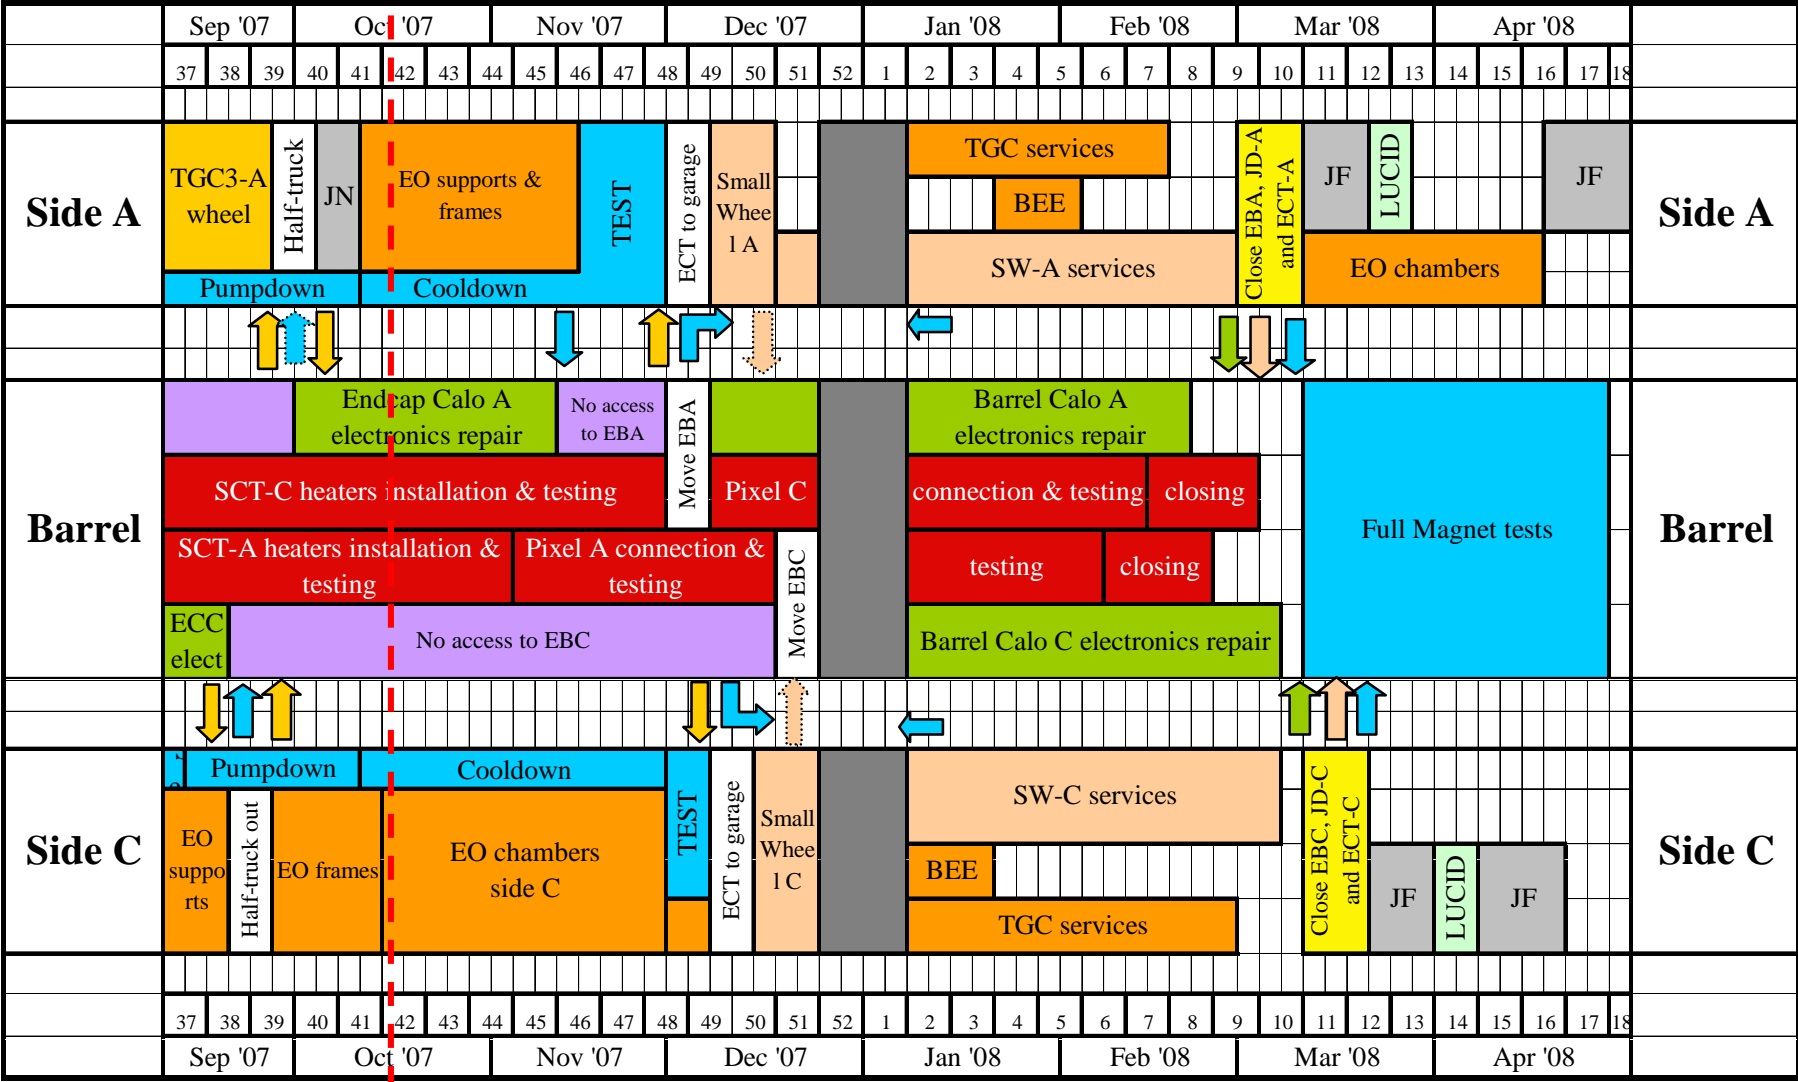 Sep '07 Oct '07 Nov '07 Dec '07 Jan '08 Feb '08 Mar '08 Apr '08
37 38 39 40 41 42 43 44 45 46 47 48 49 50 51 52 1 2 3 4 5 6 7 8 9 10 11 12 13 14 15 16 17 18
Side A
TGC3-A
wheel
Half-truck
JN
EO supports &
frames
TEST
Pumpdown
Cooldown
ECT to garage
Small
Whee
l A
TGC services
BEE
SW-A services
Close EBA, JD-A
and ECT-A
JF
LUCID
EO chambers
JF
Side A
Barrel
Endcap Calo A
electronics repair
No access
to EBA
Move EBA
Barrel Calo A
electronics repair
SCT-C heaters installation & testing
Pixel C
connection & testing
closing
Full Magnet tests
SCT-A heaters installation &
testing
Pixel A connection &
testing
Move EBC
testing
closing
ECC
elect
No access to EBC
Barrel Calo C electronics repair
Barrel
Side C
Pumpdown
Cooldown
EO
suppo
rts
Half-truck out
EO frames
EO chambers
side C
TEST
ECT to garage
Small
Whee
l C
SW-C services
BEE
TGC services
Close EBC, JD-C
and ECT-C
JF
LUCID
JF
Side C
37 38 39 40 41 42 43 44 45 46 47 48 49 50 51 52 1 2 3 4 5 6 7 8 9 10 11 12 13 14 15 16 17 18
Sep '07 Oct '07 Nov '07 Dec '07 Jan '08 Feb '08 Mar '08 Apr '08